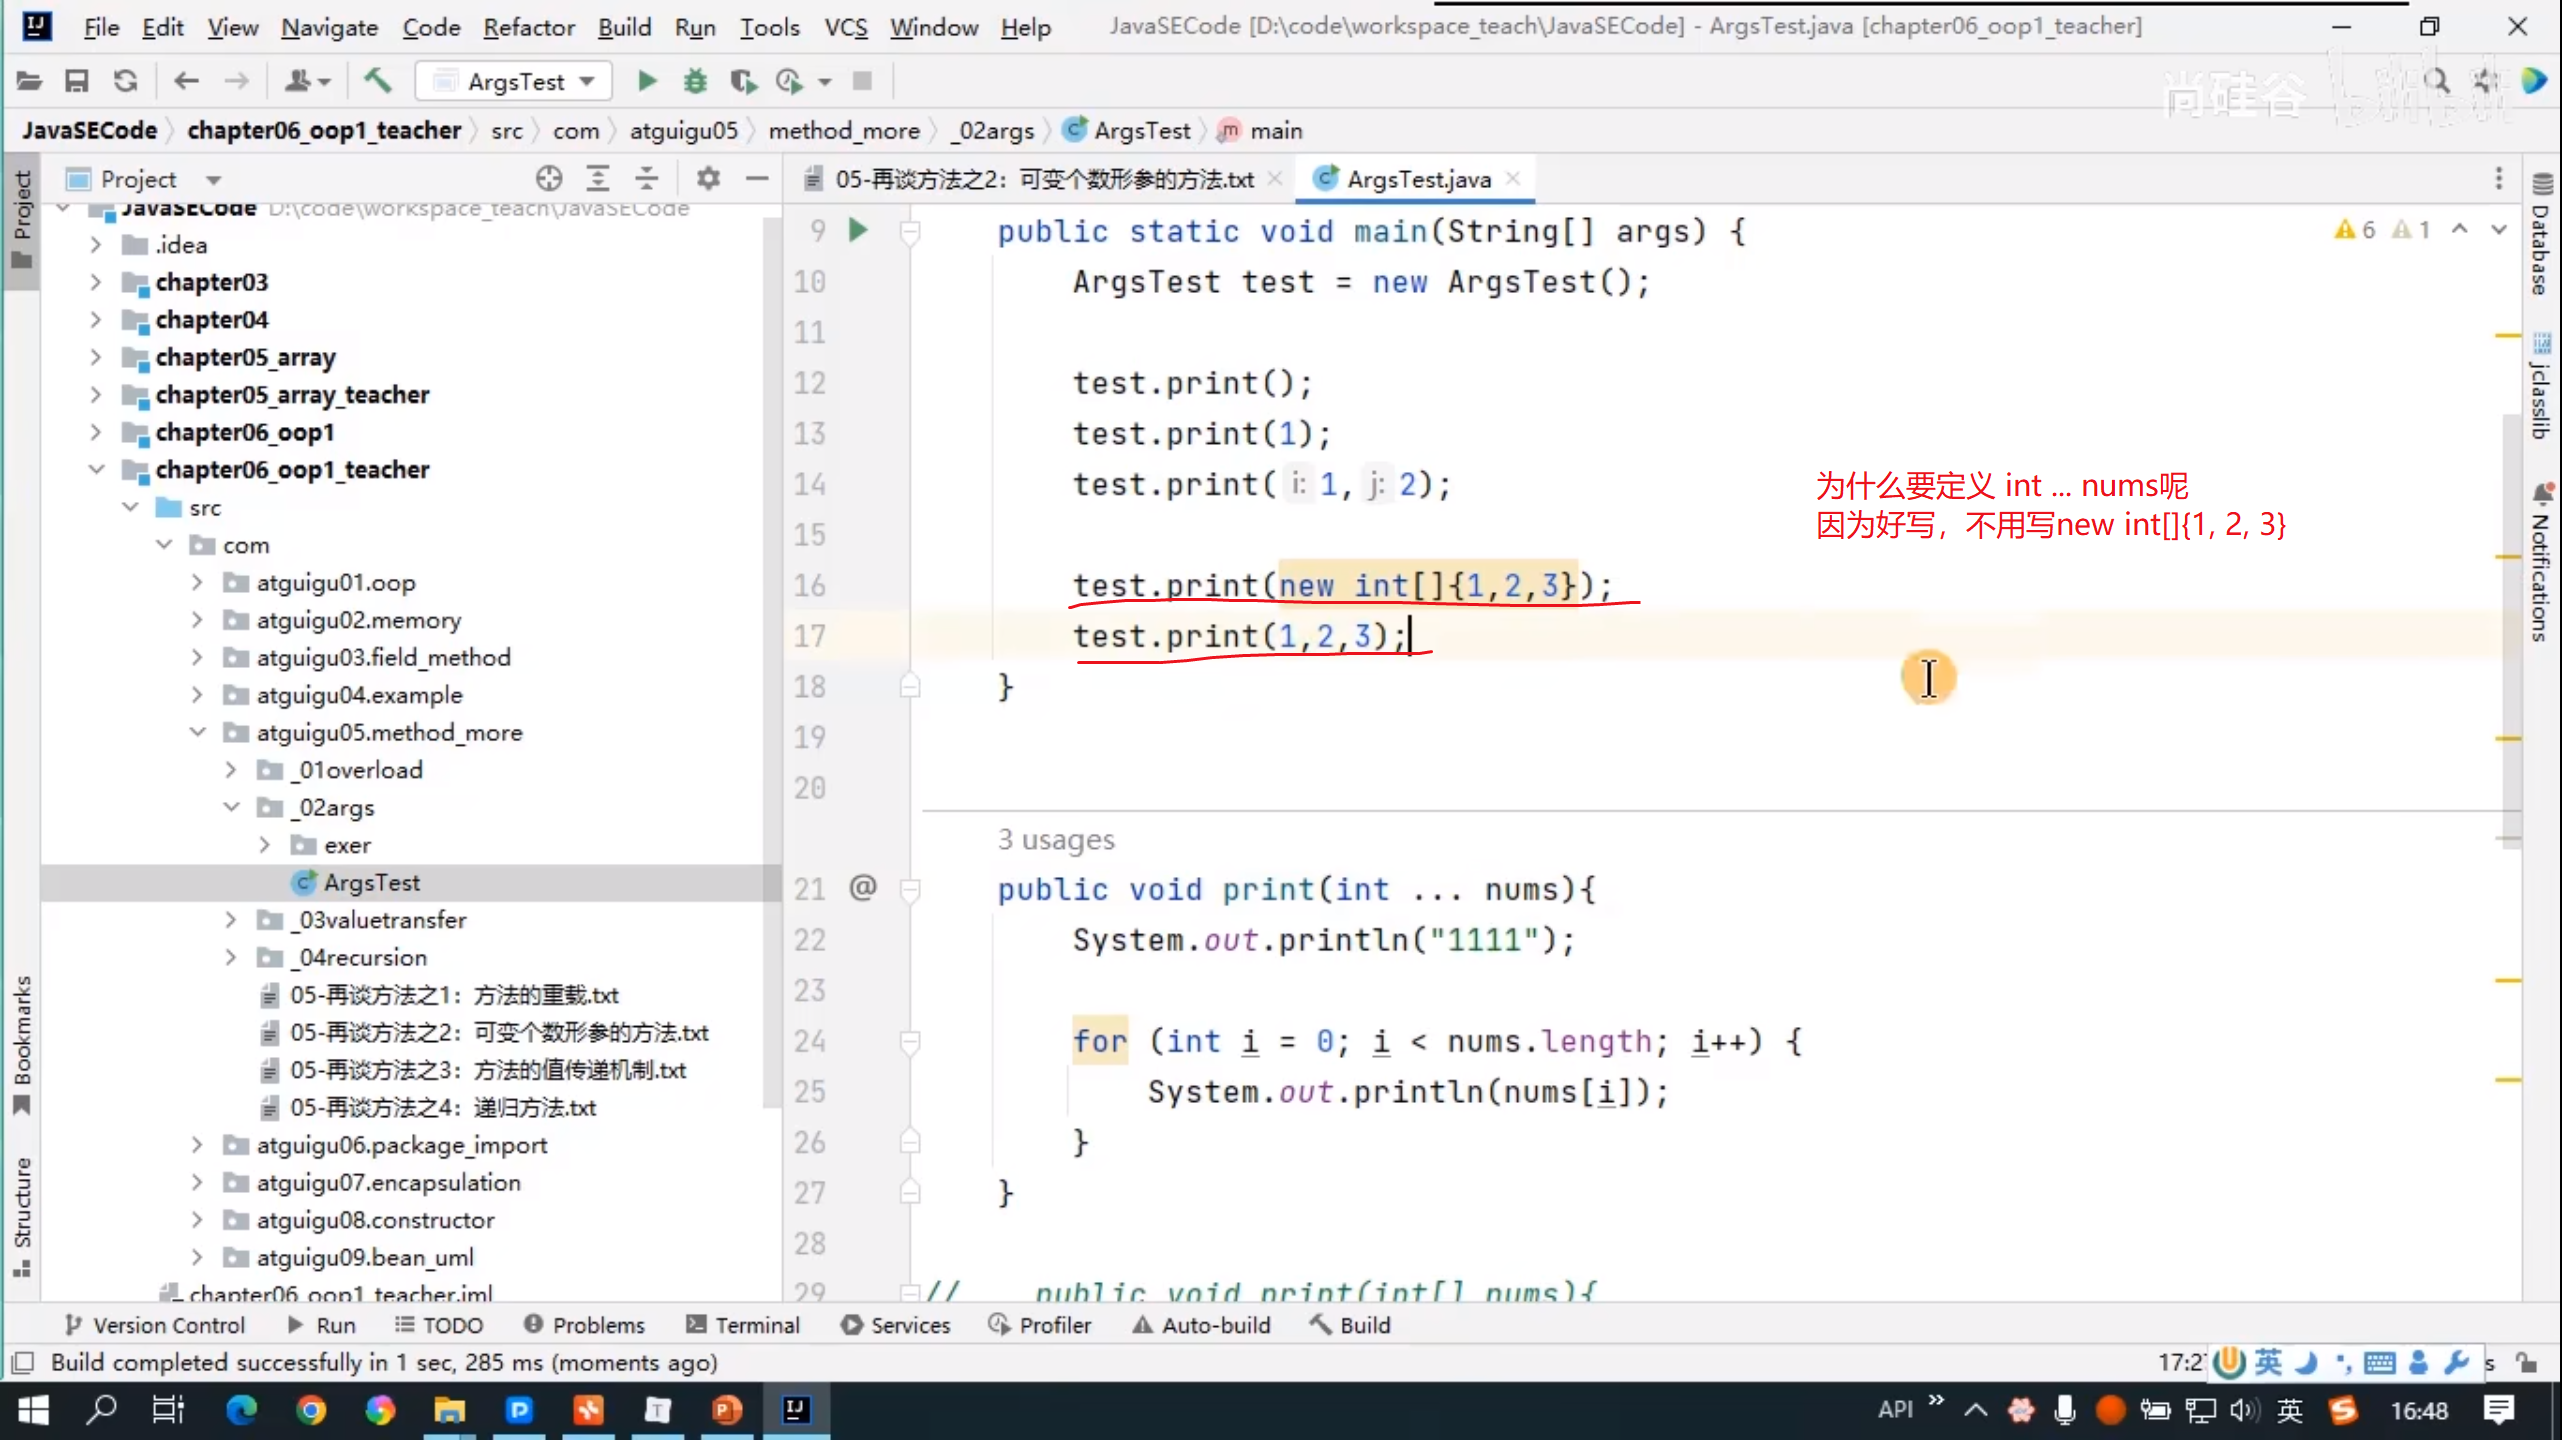 File Edit View Navigate Code Refactor Build Run Tools VCS Window Help JavaSECode [D:\code\workspace_teach\JavaSECode] - ArgsTest.java [chapter06_oop1_teacher]
ArgsTest
尚硅谷
JavaSECode chapter06_oop1_teacher src com atguigu05 method_more _02args ArgsTest main
Project
05-再谈方法之2：可变个数形参的方法.txt
ArgsTest.java
Project
Bookmarks
Structure
JavaSECode D:\code\workspace_teach\JavaSECode
.idea
chapter03
chapter04
chapter05_array
chapter05_array_teacher
chapter06_oop1
chapter06_oop1_teacher
src
com
atguigu01.oop
atguigu02.memory
atguigu03.field_method
atguigu04.example
atguigu05.method_more
_01overload
_02args
exer
ArgsTest
_03valuetransfer
_04recursion
05-再谈方法之1：方法的重载.txt
05-再谈方法之2：可变个数形参的方法.txt
05-再谈方法之3：方法的值传递机制.txt
05-再谈方法之4：递归方法.txt
atguigu06.package_import
atguigu07.encapsulation
atguigu08.constructor
atguigu09.bean_uml
chapter06_oop1_teacher.iml
9 public static void main(String[] args) {
10 ArgsTest test = new ArgsTest();
11
12 test.print();
13 test.print(1);
14 test.print( i: 1, j: 2);
15
16 test.print(new int[]{1,2,3});
17 test.print(1,2,3);
18 }
19
20
3 usages
21 @ public void print(int ... nums){
22 System.out.println("1111");
23
24 for (int i = 0; i < nums.length; i++) {
25 System.out.println(nums[i]);
26 }
27 }
28
29 // public void print(int[] nums){
6 1
为什么要定义 int ... nums呢
因为好写，不用写new int[]{1, 2, 3}
Database
jclasslib
Notifications
Version Control Run TODO Problems Terminal Services Profiler Auto-build Build
Build completed successfully in 1 sec, 285 ms (moments ago)
17:2
英
s
API
英
16:48